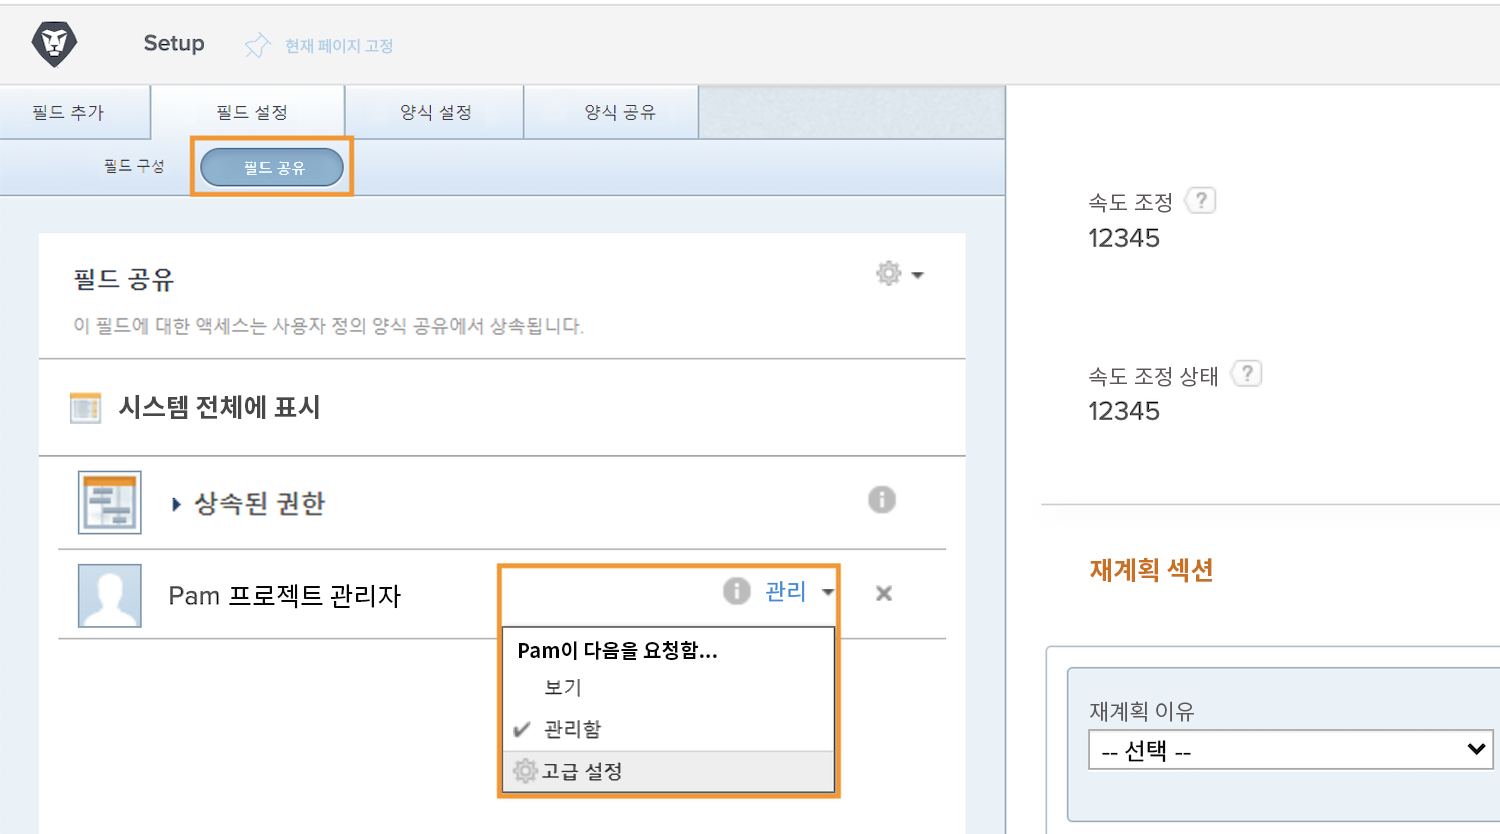 Setup
현재 페이지 고정
필드 추가
필드 설정
양식 설정
양식 공유
필드 구성
필드 공유
필드 공유
이 필드에 대한 액세스는 사용자 정의 양식 공유에서 상속됩니다.
시스템 전체에 표시
상속된 권한
Pam 프로젝트 관리자
관리
Pam이 다음을 요청함...
보기
관리함
고급 설정
속도 조정 ?
12345
속도 조정 상태 ?
12345
재계획 섹션
재계획 이유
-- 선택 --